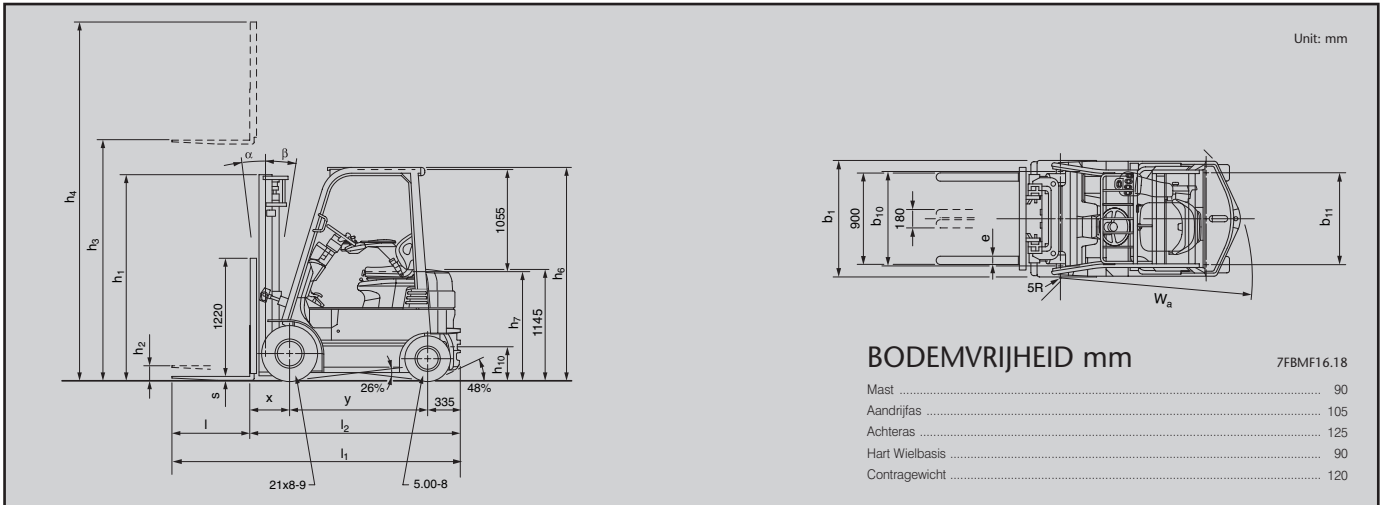 Unit: mm
h4
h3
h1
h2
s
α
β
1220
1055
h6
h7
1145
h10
26%
48%
x
y
335
l
l2
l1
21x8-9
5.00-8
b1
900
b10
180
e
b11
5R
Wa
BODEMVRIJHEID mm 7FBMF16.18
Mast 90
Aandrijfas 105
Achteras 125
Hart Wielbasis 90
Contragewicht 120